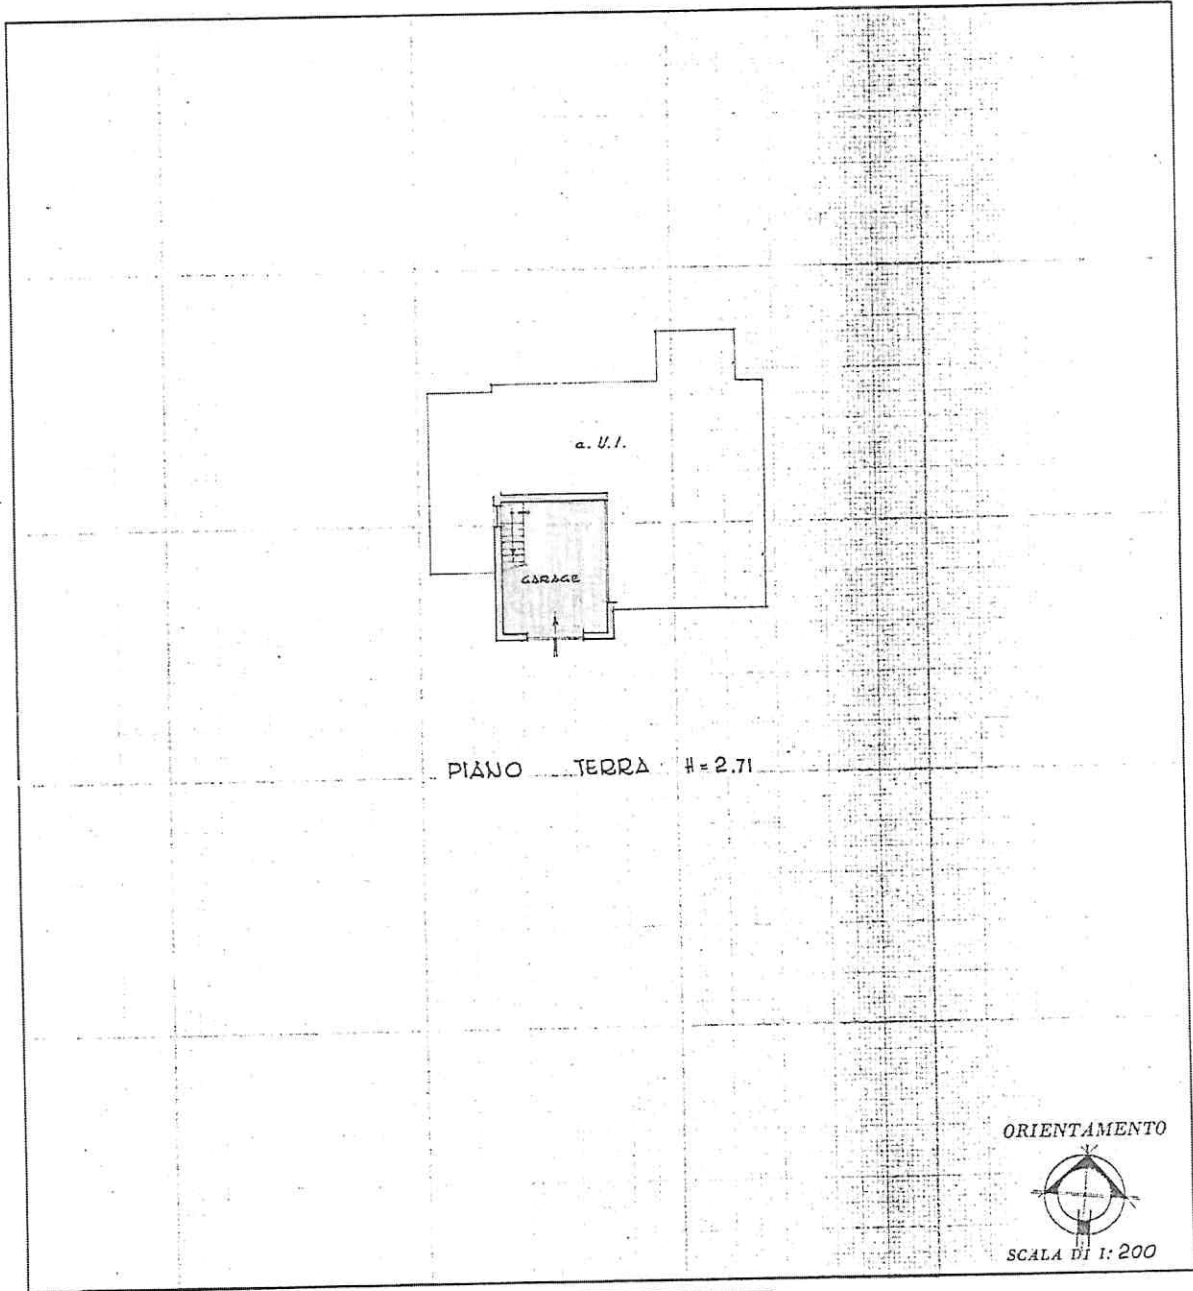 a. U.I.
GARAGE
PIANO TERRA H=2.71
ORIENTAMENTO
SCALA DI 1:200